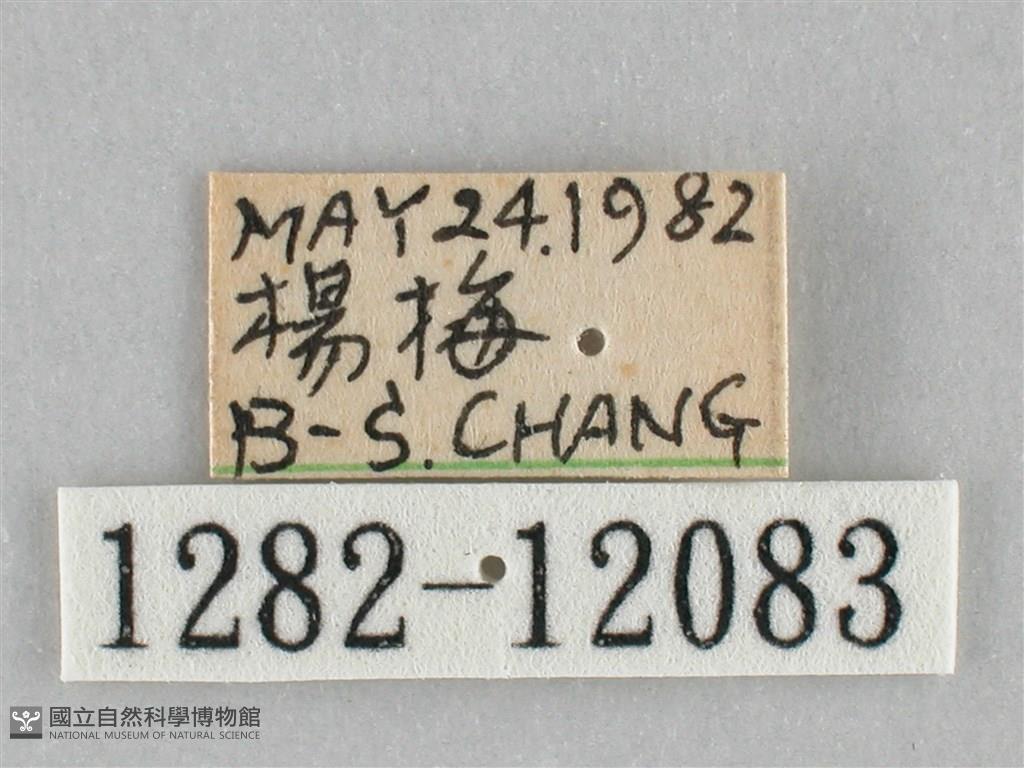 MAY 24.1982
楊梅
B-S. CHANG
1282-12083
國立自然科學博物館
NATIONAL MUSEUM OF NATURAL SCIENCE